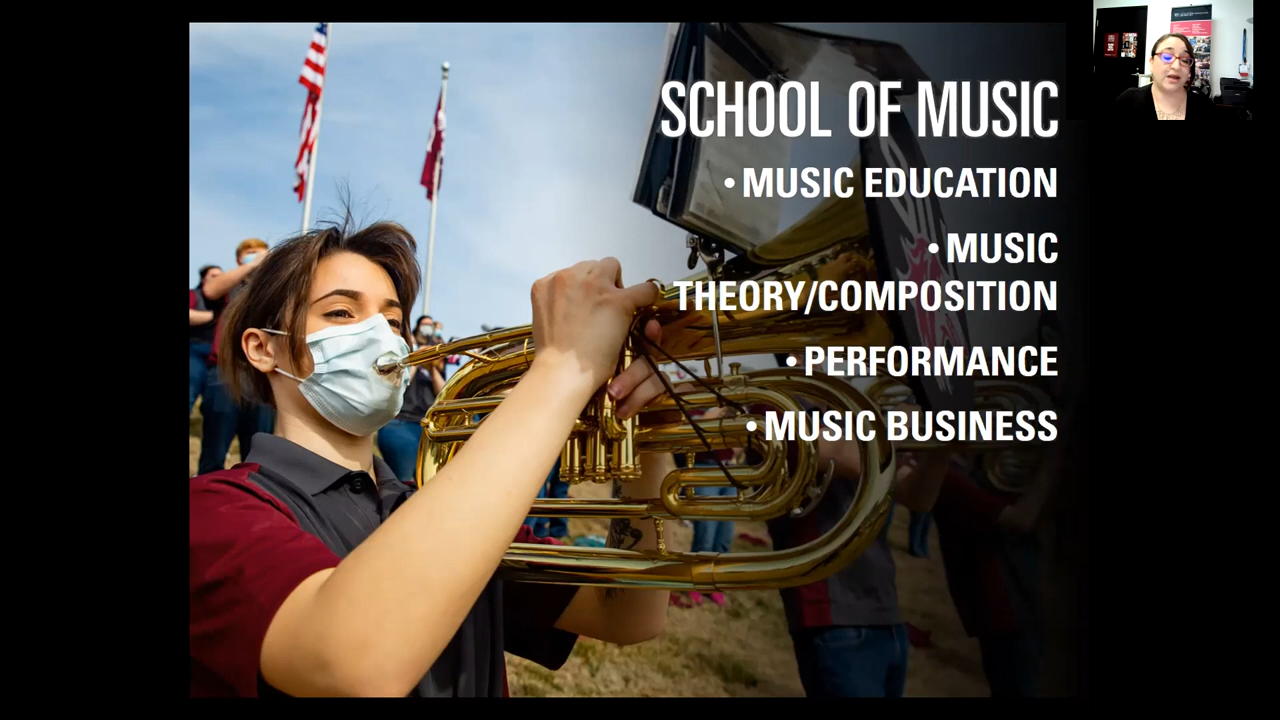 SCHOOL OF MUSIC
• MUSIC EDUCATION
• MUSIC
THEORY/COMPOSITION
• PERFORMANCE
• MUSIC BUSINESS